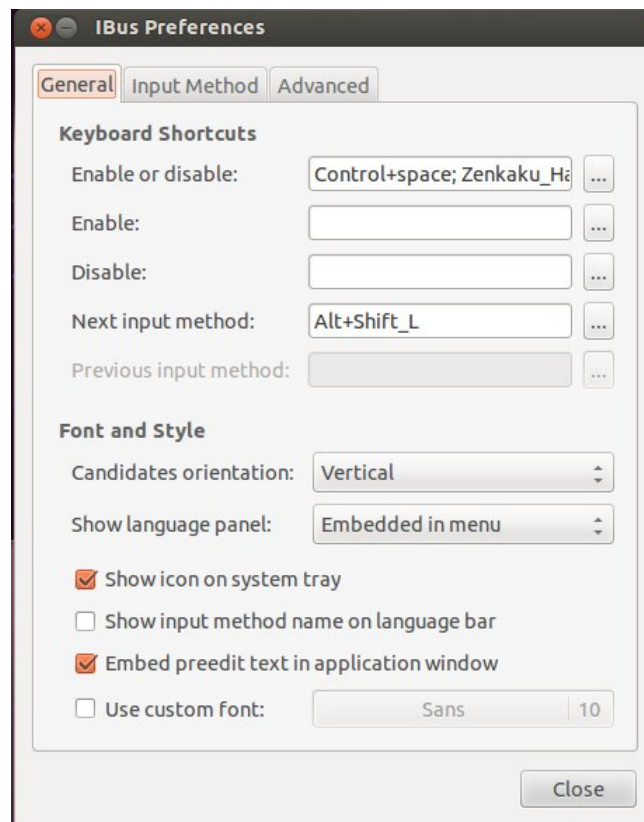 IBus Preferences
General Input Method Advanced
Keyboard Shortcuts
Enable or disable: Control+space; Zenkaku_Ha ...
Enable: ...
Disable: ...
Next input method: Alt+Shift_L ...
Previous input method: ...
Font and Style
Candidates orientation: Vertical
Show language panel: Embedded in menu
Show icon on system tray
Show input method name on language bar
Embed preedit text in application window
Use custom font: Sans 10
Close